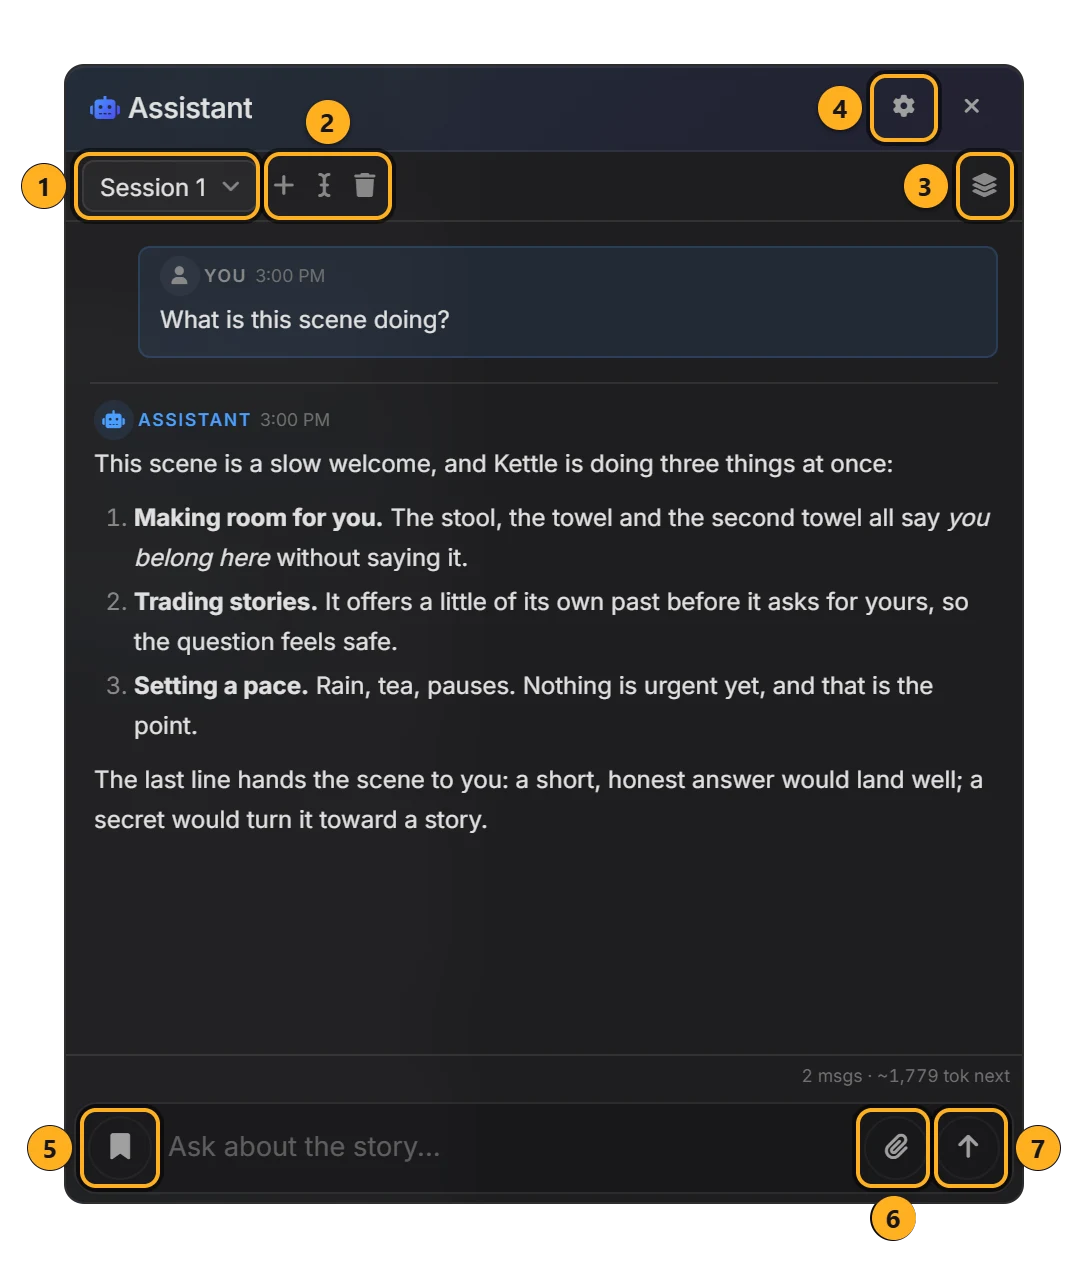 Assistant
2
4
1
Session 1
3
YOU 3:00 PM
What is this scene doing?
ASSISTANT 3:00 PM
This scene is a slow welcome, and Kettle is doing three things at once:
1. Making room for you. The stool, the towel and the second towel all say you
belong here without saying it.
2. Trading stories. It offers a little of its own past before it asks for yours, so
the question feels safe.
3. Setting a pace. Rain, tea, pauses. Nothing is urgent yet, and that is the
point.
The last line hands the scene to you: a short, honest answer would land well; a
secret would turn it toward a story.
2 msgs · ~1,779 tok next
5
Ask about the story...
7
6